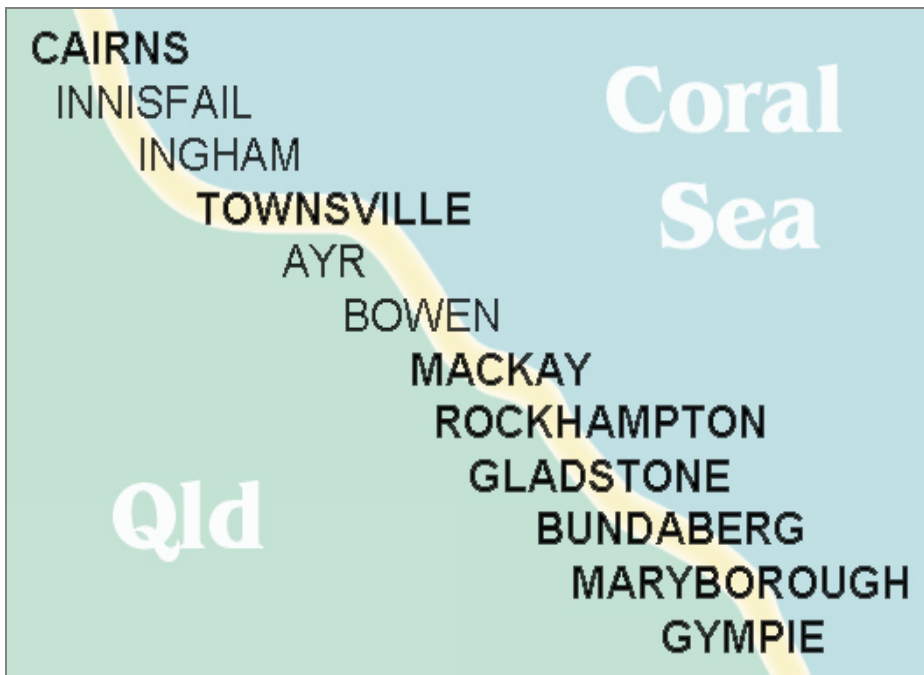 CAIRNS
INNISFAIL
Coral
INGHAM
TOWNSVILLE
Sea
AYR
BOWEN
MACKAY
ROCKHAMPTON
GLADSTONE
Qld
BUNDABERG
MARYBOROUGH
GYMPIE